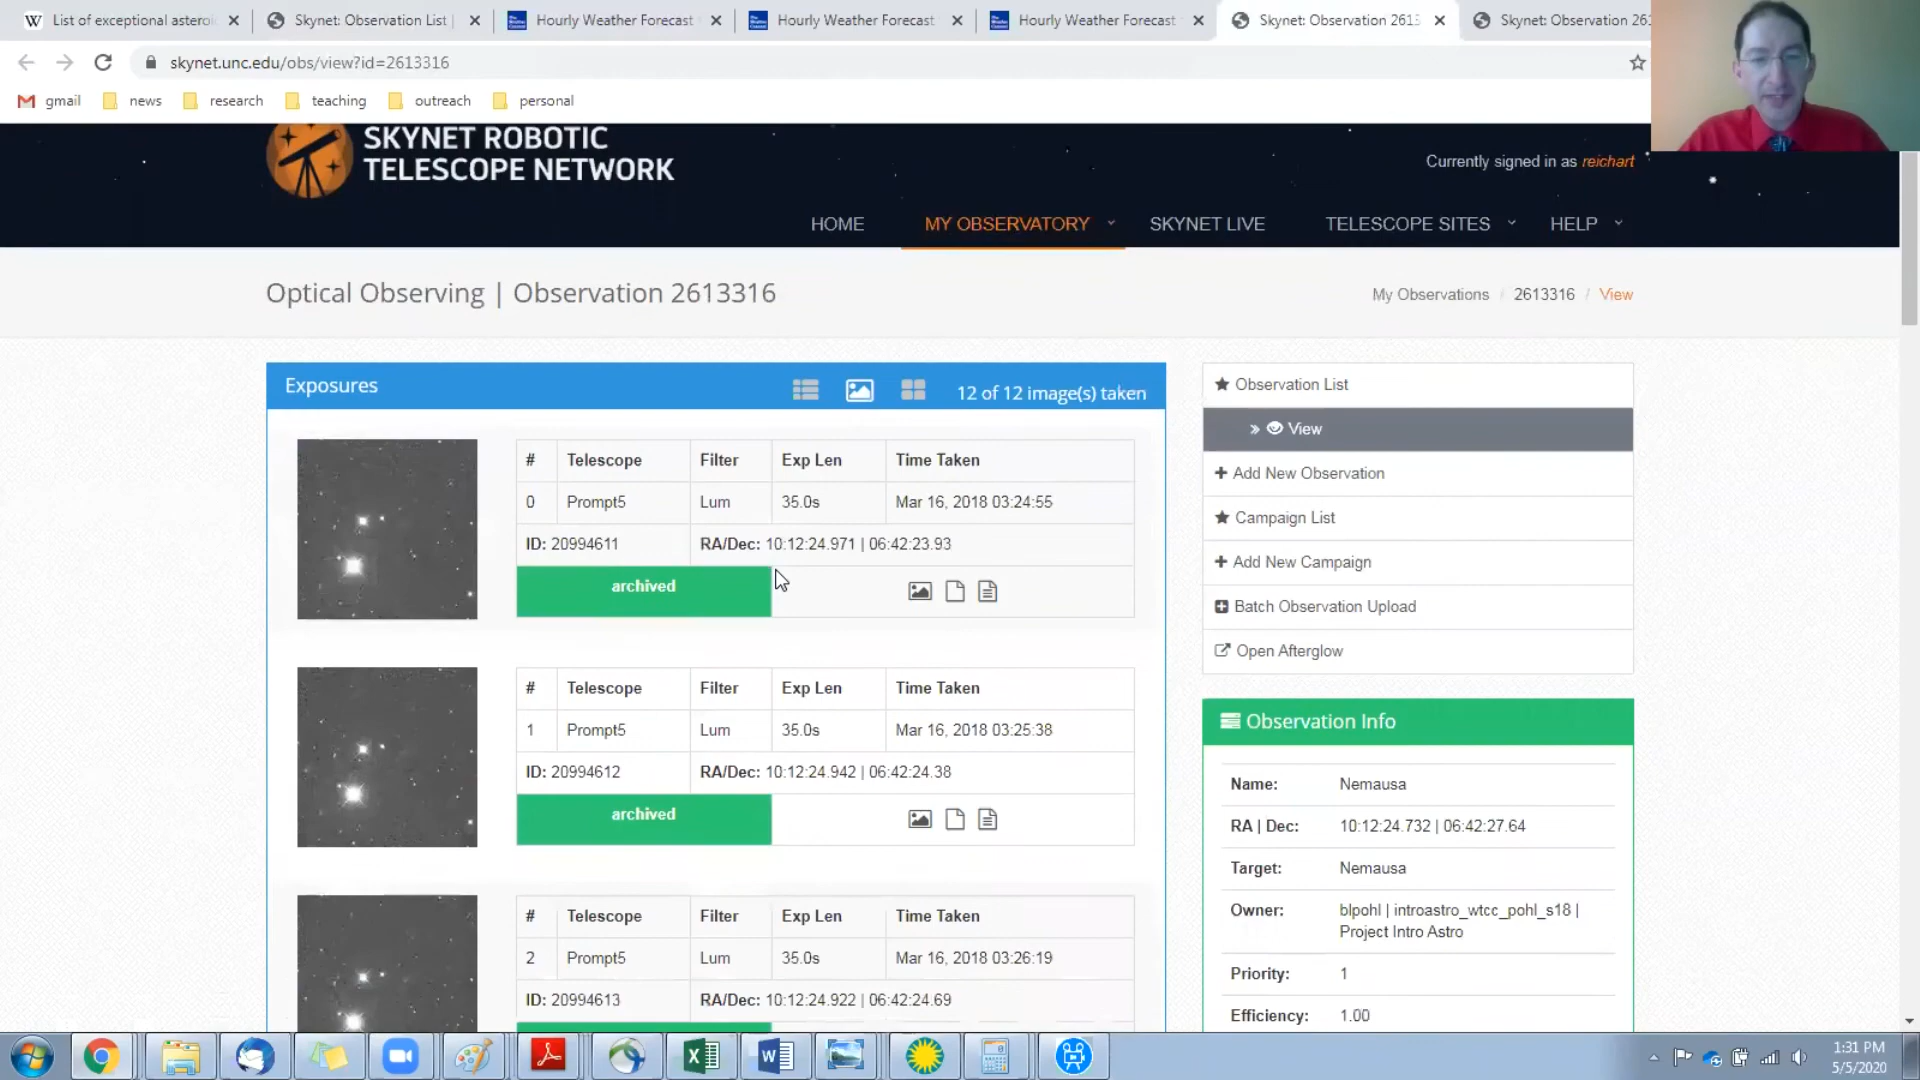 List of exceptional asteroi
Skynet: Observation List |
Hourly Weather Forecast
Hourly Weather Forecast
Hourly Weather Forecast
Skynet: Observation 2613
Skynet: Observation 261
skynet.unc.edu/obs/view?id=2613316
gmail
news
research
teaching
outreach
personal
SKYNET ROBOTIC
TELESCOPE NETWORK
Currently signed in as reichart
HOME
MY OBSERVATORY
SKYNET LIVE
TELESCOPE SITES
HELP
Optical Observing | Observation 2613316
My Observations / 2613316 / View
Exposures
12 of 12 image(s) taken
# Telescope Filter Exp Len Time Taken
0 Prompt5 Lum 35.0s Mar 16, 2018 03:24:55
ID: 20994611 RA/Dec: 10:12:24.971 | 06:42:23.93
archived
# Telescope Filter Exp Len Time Taken
1 Prompt5 Lum 35.0s Mar 16, 2018 03:25:38
ID: 20994612 RA/Dec: 10:12:24.942 | 06:42:24.38
archived
# Telescope Filter Exp Len Time Taken
2 Prompt5 Lum 35.0s Mar 16, 2018 03:26:19
ID: 20994613 RA/Dec: 10:12:24.922 | 06:42:24.69
Observation List
» View
+ Add New Observation
Campaign List
+ Add New Campaign
Batch Observation Upload
Open Afterglow
Observation Info
Name: Nemausa
RA | Dec: 10:12:24.732 | 06:42:27.64
Target: Nemausa
Owner: blpohl | introastro_wtcc_pohl_s18 |
Project Intro Astro
Priority: 1
Efficiency: 1.00
1:31 PM
5/5/2020